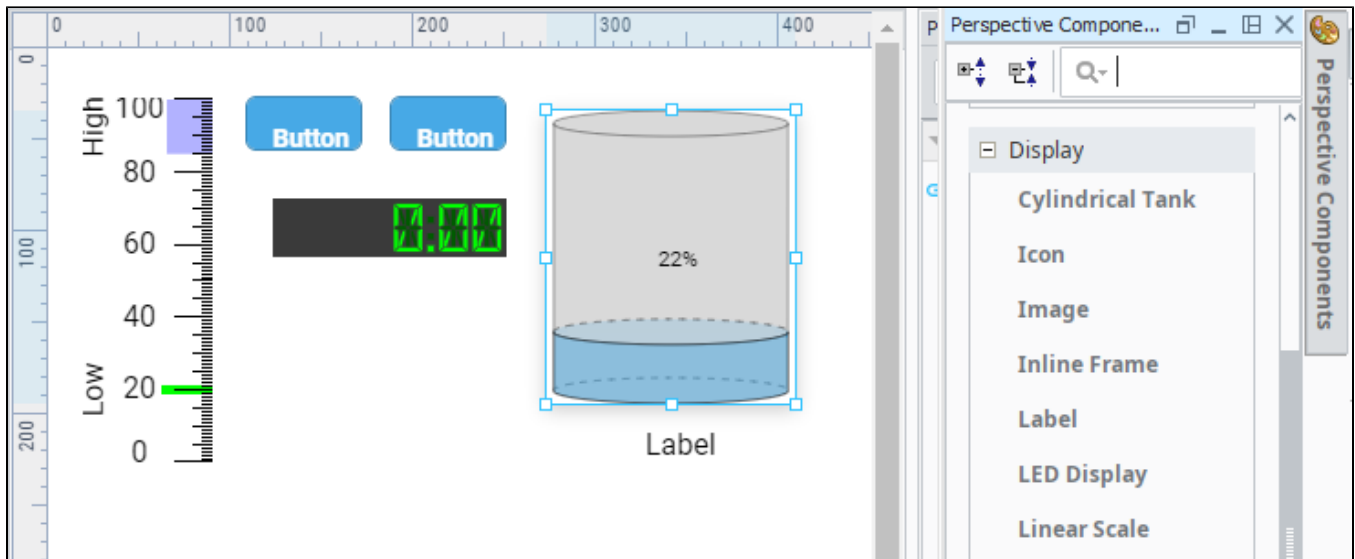 0 100 200 300 400
0
100
200
High
Low
100
80
60
40
20
0
Button
Button
0.00
22%
Label
P
Perspective Compone...
Display
Cylindrical Tank
Icon
Image
Inline Frame
Label
LED Display
Linear Scale
Perspective Components